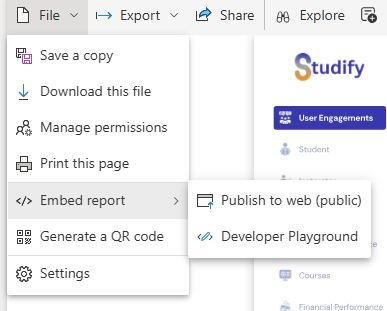 File
Export
Share
Explore
Save a copy
Download this file
Manage permissions
Print this page
Embed report
Generate a QR code
Settings
Publish to web (public)
Developer Playground
Studify
User Engagements
Student
Courses
Financial Performance